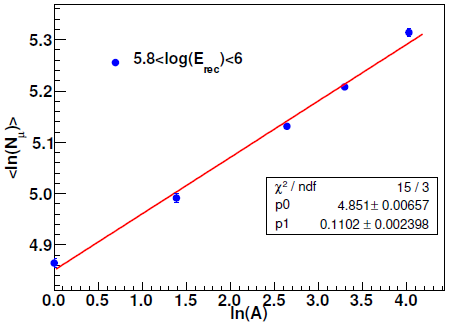 5.8<log(E_rec)<6
<ln(N_μ)>
5.3
5.2
5.1
5.0
4.9
χ² / ndf 15 / 3
p0 4.851± 0.00657
p1 0.1102 ± 0.002398
0.0 0.5 1.0 1.5 2.0 2.5 3.0 3.5 4.0
ln(A)